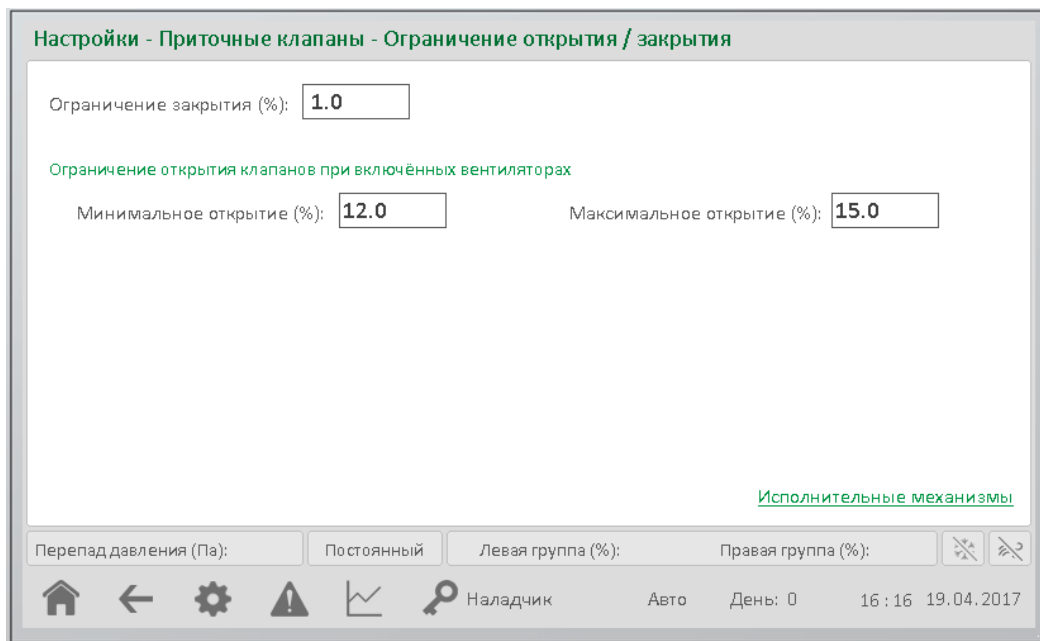 Настройки - Приточные клапаны - Ограничение открытия / закрытия
Ограничение закрытия (%): 1.0
Ограничение открытия клапанов при включённых вентиляторах
Минимальное открытие (%): 12.0 Максимальное открытие (%): 15.0
Исполнительные механизмы
Перепад давления (Па): Постоянный Левая группа (%): Правая группа (%):
Наладчик Авто День: 0 16:16 19.04.2017